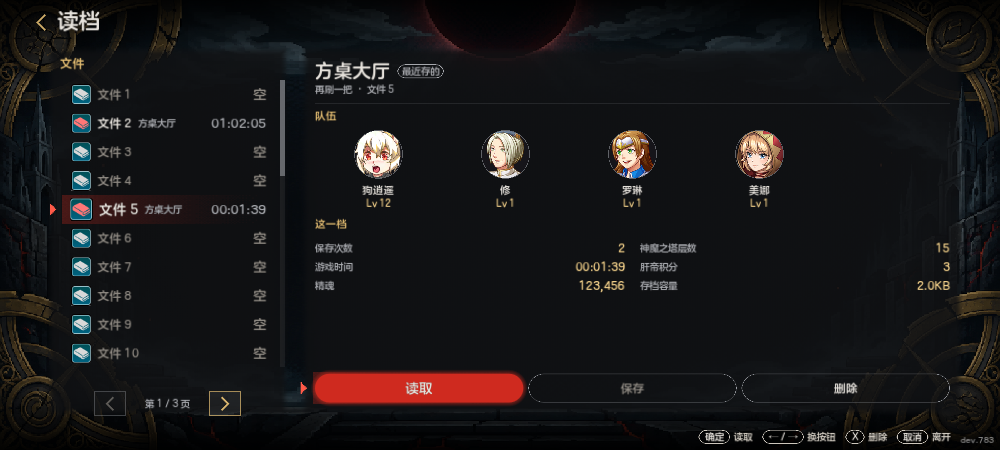 读档
文件
文件 1 空
文件 2 方桌大厅 01:02:05
文件 3 空
文件 4 空
文件 5 方桌大厅 00:01:39
文件 6 空
文件 7 空
文件 8 空
文件 9 空
文件 10 空
第 1 / 3 页
方桌大厅 最近存的
再刷一把 · 文件 5
队伍
狗逍遥 修 罗琳 美娜
Lv 12 Lv 1 Lv 1 Lv 1
这一档
保存次数 2 神魔之塔层数 15
游戏时间 00:01:39 肝帝积分 3
精魂 123,456 存档容量 2.0KB
读取 保存 删除
确定 读取 ←/→ 换按钮 X 删除 取消 离开 dev.783